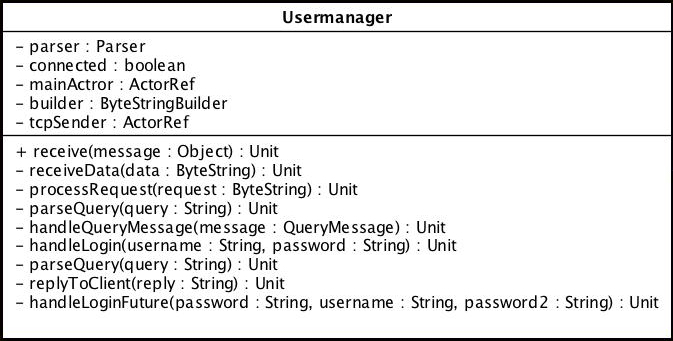 Usermanager
- parser : Parser
- connected : boolean
- mainActror : ActorRef
- builder : ByteStringBuilder
- tcpSender : ActorRef
+ receive(message : Object) : Unit
- receiveData(data : ByteString) : Unit
- processRequest(request : ByteString) : Unit
- parseQuery(query : String) : Unit
- handleQueryMessage(message : QueryMessage) : Unit
- handleLogin(username : String, password : String) : Unit
- parseQuery(query : String) : Unit
- replyToClient(reply : String) : Unit
- handleLoginFuture(password : String, username : String, password2 : String) : Unit